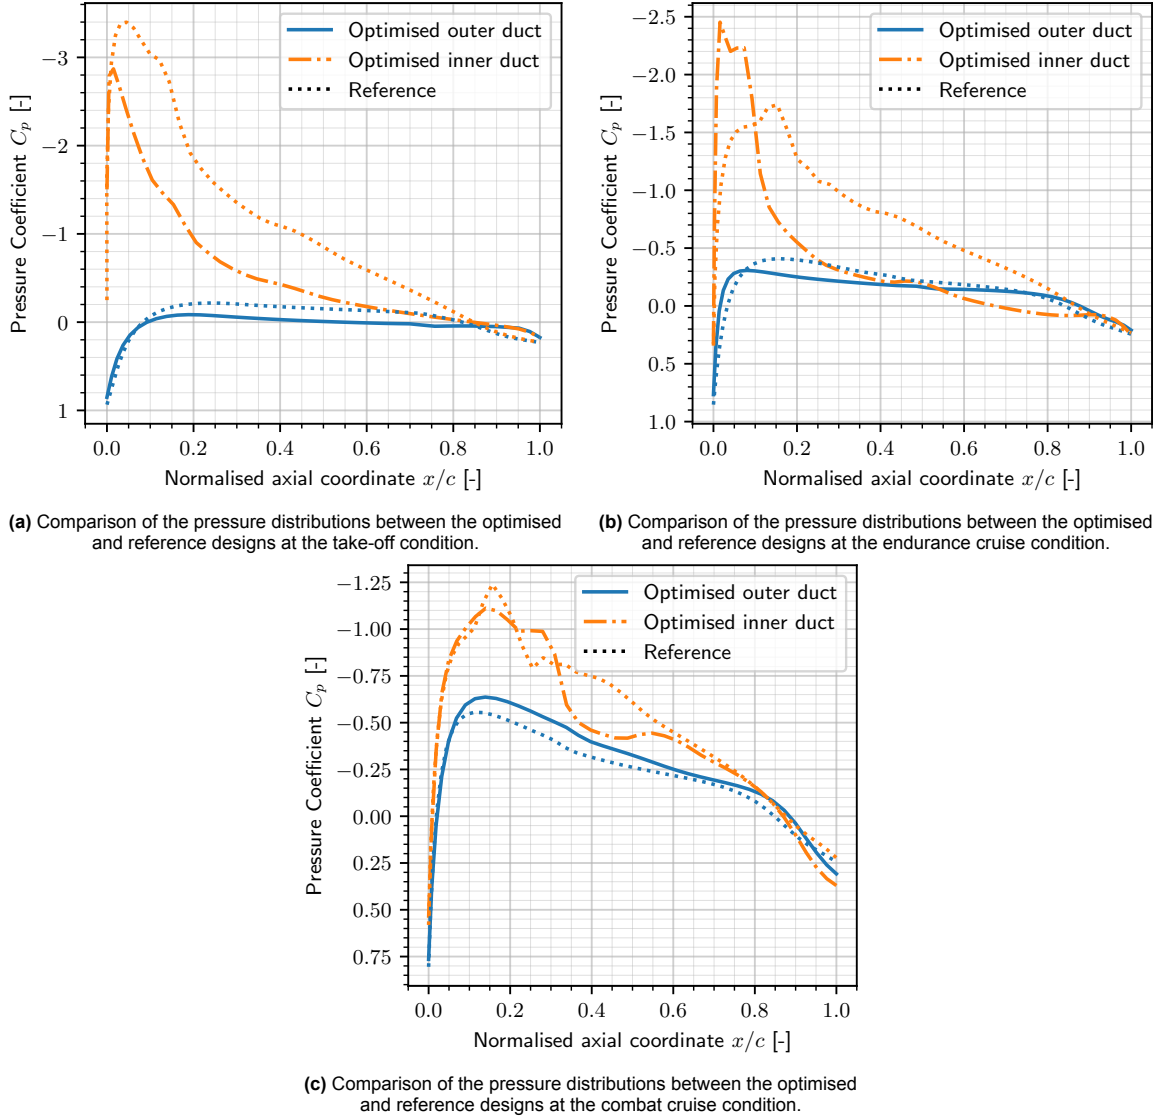 Optimised outer duct
Optimised inner duct
Reference
−3
−2
−1
0
1
Pressure Coefficient $C_p$ [-]
0.0 0.2 0.4 0.6 0.8 1.0
Normalised axial coordinate $x/c$ [-]
(a) Comparison of the pressure distributions between the optimised
and reference designs at the take-off condition.
Optimised outer duct
Optimised inner duct
Reference
−2.5
−2.0
−1.5
−1.0
−0.5
0.0
0.5
1.0
Pressure Coefficient $C_p$ [-]
0.0 0.2 0.4 0.6 0.8 1.0
Normalised axial coordinate $x/c$ [-]
(b) Comparison of the pressure distributions between the optimised
and reference designs at the endurance cruise condition.
Optimised outer duct
Optimised inner duct
Reference
−1.25
−1.00
−0.75
−0.50
−0.25
0.00
0.25
0.50
0.75
Pressure Coefficient $C_p$ [-]
0.0 0.2 0.4 0.6 0.8 1.0
Normalised axial coordinate $x/c$ [-]
(c) Comparison of the pressure distributions between the optimised
and reference designs at the combat cruise condition.